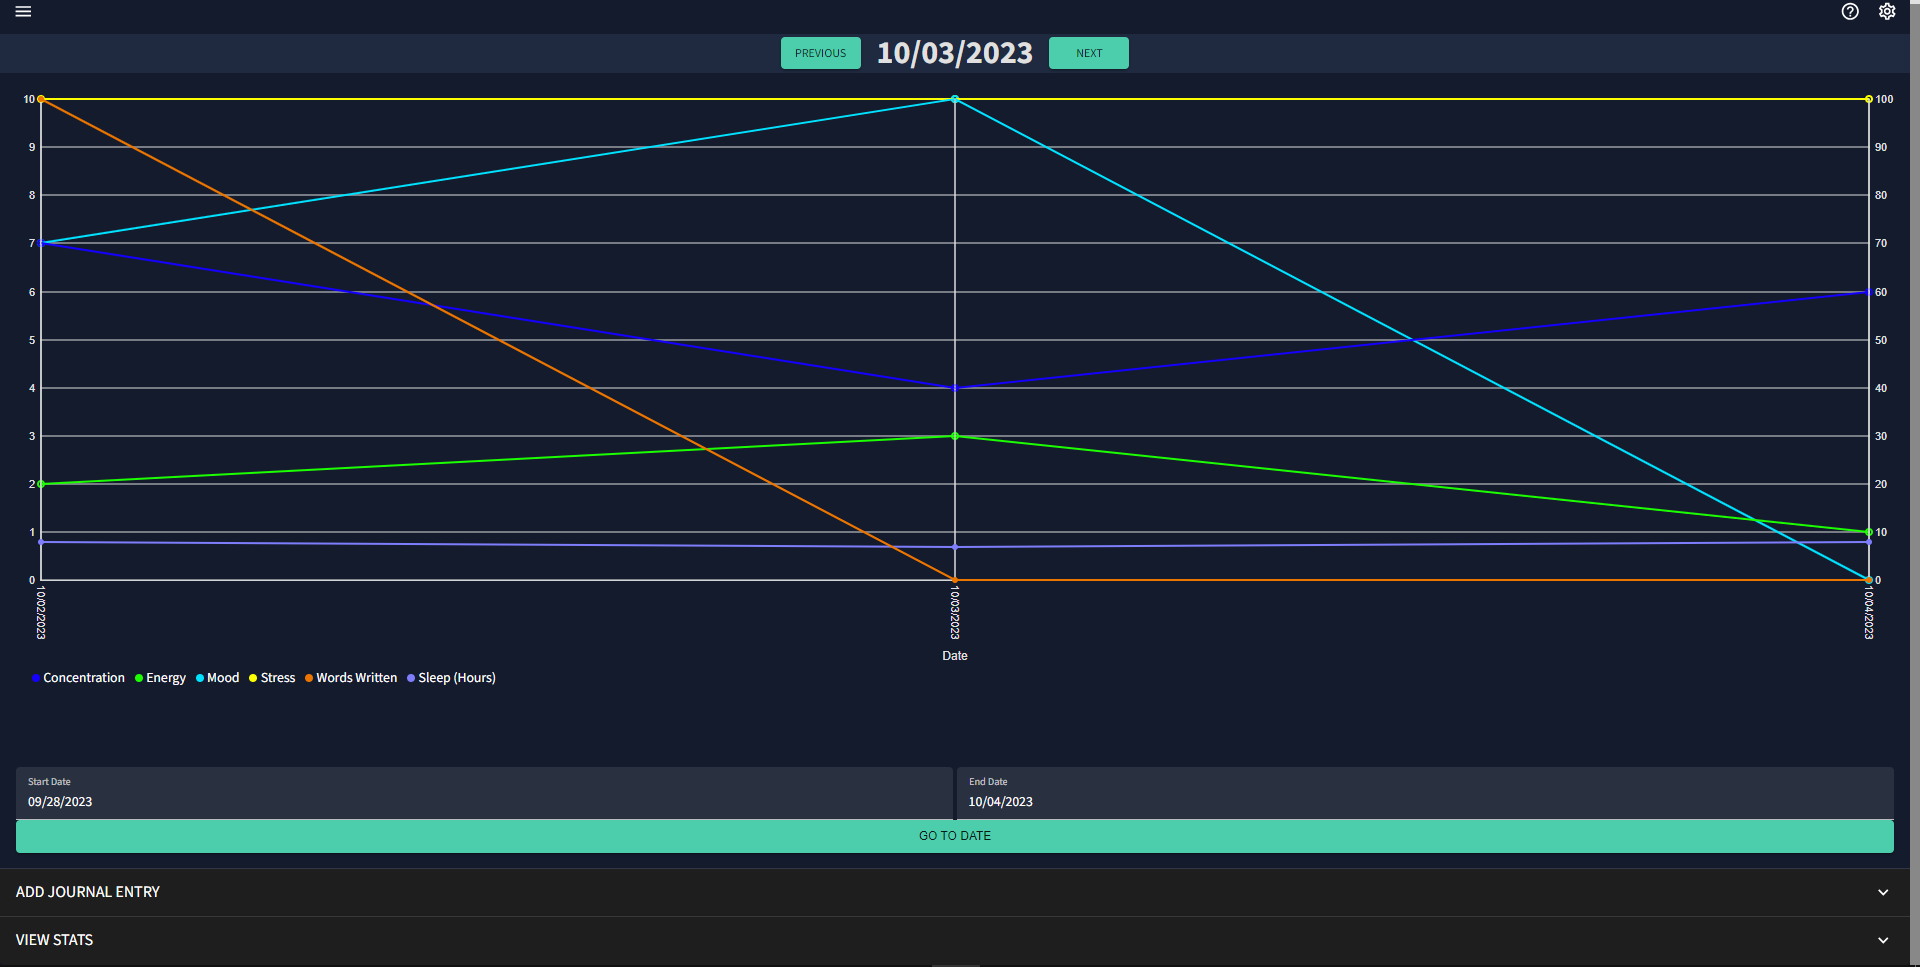 PREVIOUS 10/03/2023 NEXT
10 100
9 90
8 80
7 70
6 60
5 50
4 40
3 30
2 20
1 10
0 0
10/02/2023 10/03/2023 10/04/2023
Date
Concentration Energy Mood Stress Words Written Sleep (Hours)
Start Date End Date
09/28/2023 10/04/2023
GO TO DATE
ADD JOURNAL ENTRY
VIEW STATS